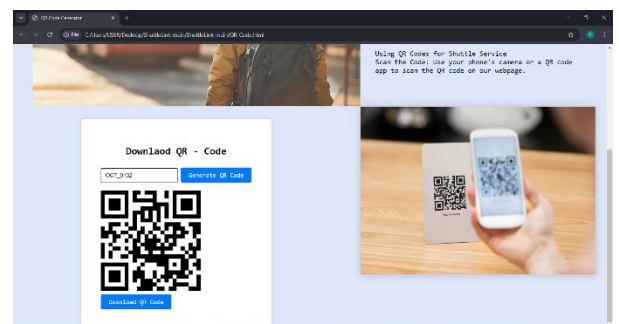 QR Code Generator
File
C:/Users/USER/Desktop/ShuttleLink-main/ShuttleLink-main/QR Code.html
Using QR Codes for Shuttle Service
Scan the Code: Use your phone's camera or a QR code
app to scan the QR code on our webpage.
Downlaod QR - Code
Generate QR Code
Download QR Code